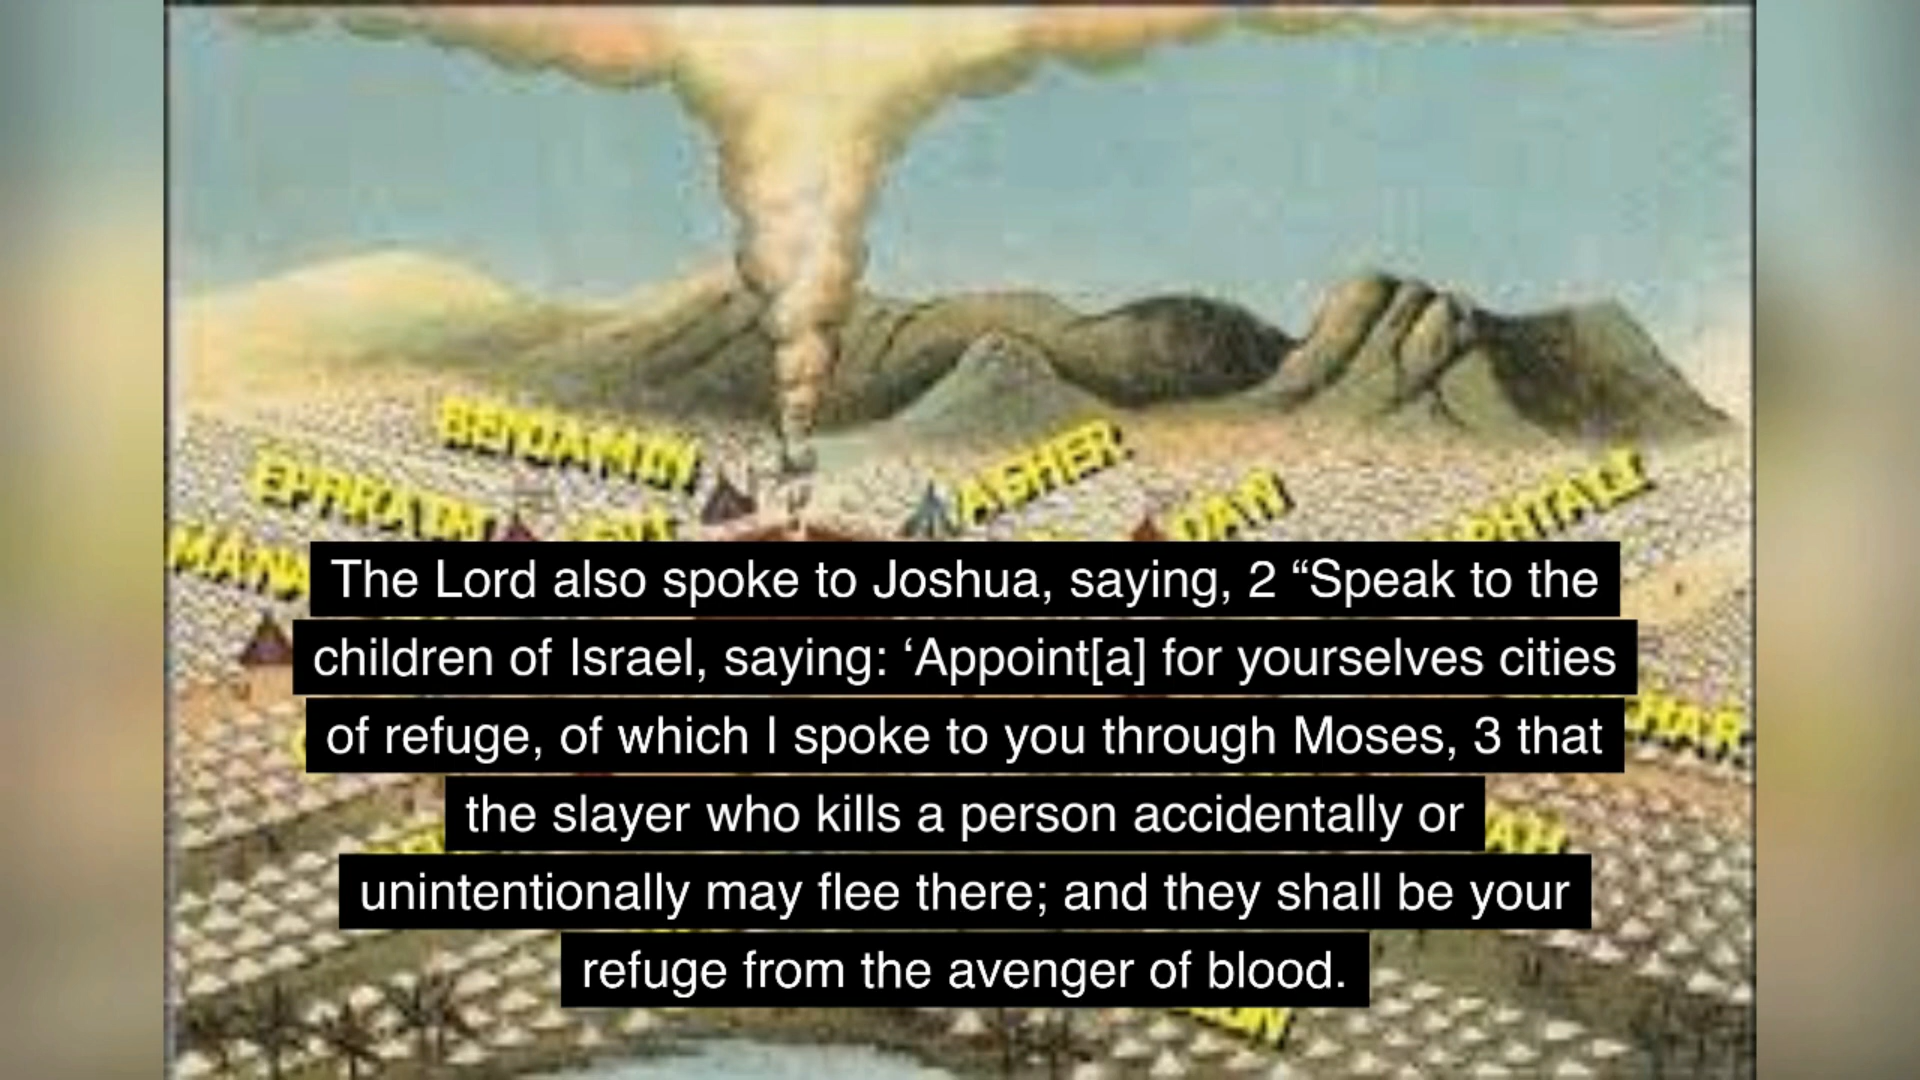 BENJAMIN
ASHER
EPHRAIM
DAN
The Lord also spoke to Joshua, saying, 2 “Speak to the
children of Israel, saying: ‘Appoint[a] for yourselves cities
of refuge, of which I spoke to you through Moses, 3 that
the slayer who kills a person accidentally or
unintentionally may flee there; and they shall be your
refuge from the avenger of blood.